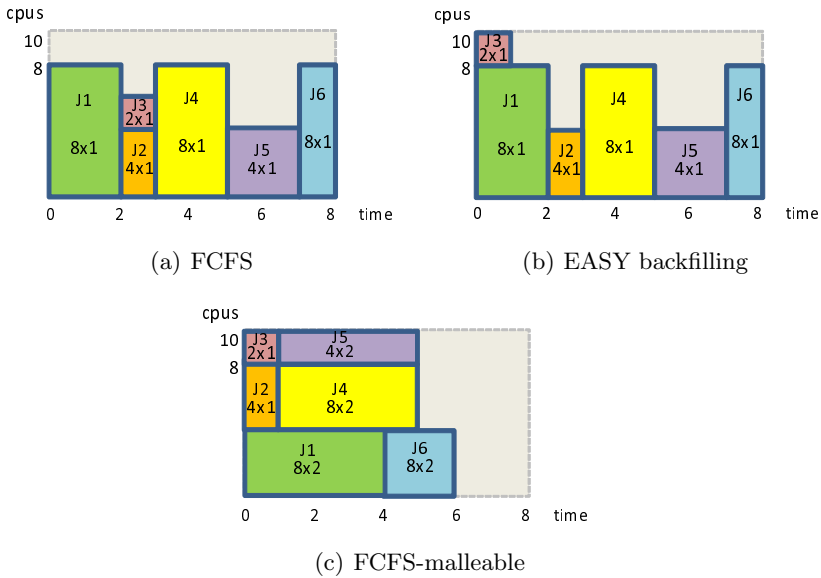 cpus
10
8
J1
8x1
J3
2x1
J2
4x1
J4
8x1
J5
4x1
J6
8x1
0 2 4 6 8 time
(a) FCFS
cpus
10
8
J3
2x1
J1
8x1
J2
4x1
J4
8x1
J5
4x1
J6
8x1
0 2 4 6 8 time
(b) EASY backfilling
cpus
10
8
J3
2x1
J5
4x2
J2
4x1
J4
8x2
J1
8x2
J6
8x2
0 2 4 6 8 time
(c) FCFS-malleable